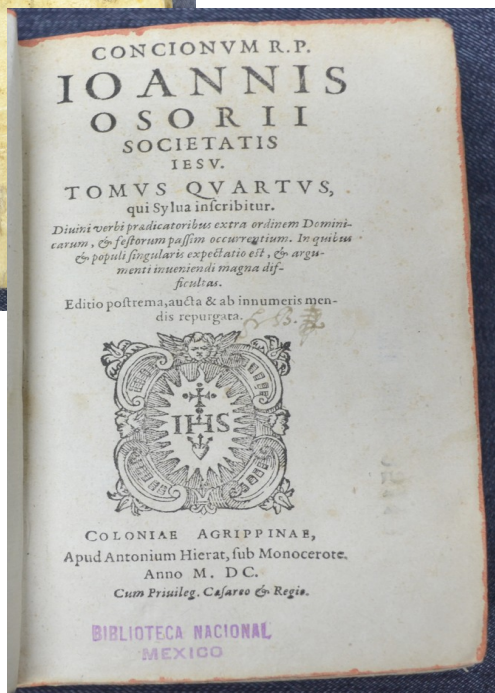 CONCIONVM R. P.
IOANNIS
OSORII
SOCIETATIS
IESV.
TOMVS QVARTVS,
qui Sylua inſcribitur.
Diuini verbi prædicatoribus extra ordinem Domini-
carum, & feſtorum paſſim occurrentium. In quibus
& populi ſingularis expectatio eſt, & argu-
menti inueniendi magna dif-
ficultas.
Editio poſtrema, aucta & ab innumeris men-
dis repurgata.
IHS
COLONIAE AGRIPPINAE,
Apud Antonium Hierat, ſub Monocerote.
Anno M. DC.
Cum Priuileg. Cæſareo & Regio.
BIBLIOTECA NACIONAL
MEXICO